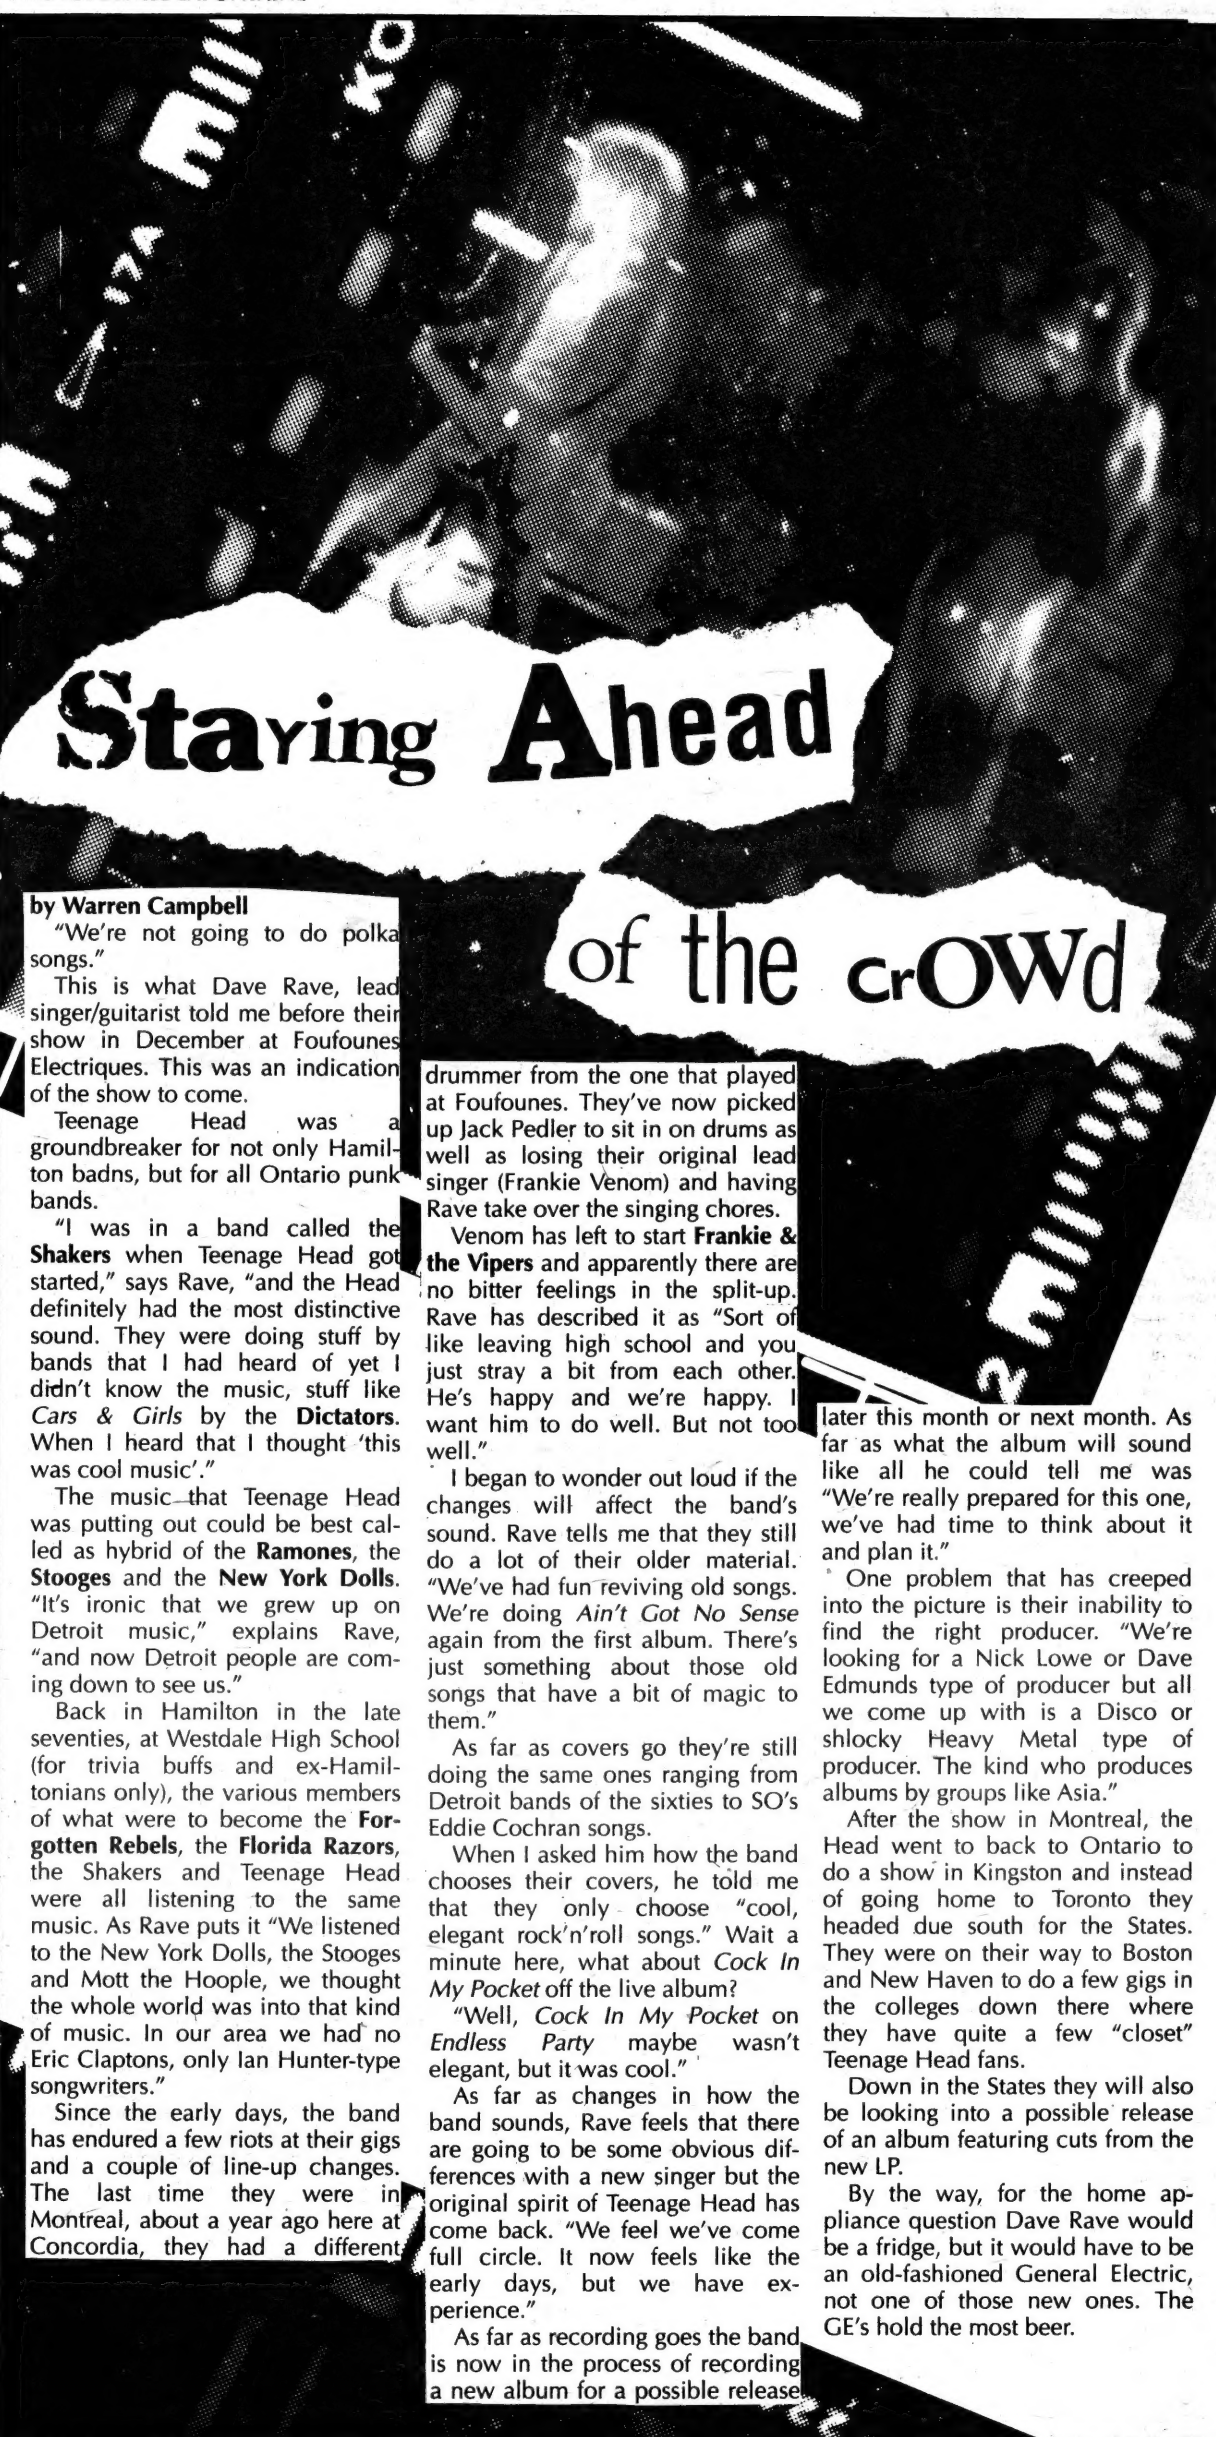 mill
KO
17A
Staying Ahead
of the crowd
by Warren Campbell
"We're not going to do polka
songs."
This is what Dave Rave, lead
singer/guitarist told me before their
show in December at Foufounes
Electriques. This was an indication
of the show to come.
Teenage Head was a
groundbreaker for not only Hamil-
ton badns, but for all Ontario punk
bands.
"I was in a band called the
Shakers when Teenage Head got
started," says Rave, "and the Head
definitely had the most distinctive
sound. They were doing stuff by
bands that I had heard of yet I
didn't know the music, stuff like
Cars & Girls by the Dictators.
When I heard that I thought 'this
was cool music'."
The music that Teenage Head
was putting out could be best cal-
led as hybrid of the Ramones, the
Stooges and the New York Dolls.
"It's ironic that we grew up on
Detroit music," explains Rave,
"and now Detroit people are com-
ing down to see us."
Back in Hamilton in the late
seventies, at Westdale High School
(for trivia buffs and ex-Hamil-
tonians only), the various members
of what were to become the For-
gotten Rebels, the Florida Razors,
the Shakers and Teenage Head
were all listening to the same
music. As Rave puts it "We listened
to the New York Dolls, the Stooges
and Mott the Hoople, we thought
the whole world was into that kind
of music. In our area we had no
Eric Claptons, only Ian Hunter-type
songwriters."
Since the early days, the band
has endured a few riots at their gigs
and a couple of line-up changes.
The last time they were in
Montreal, about a year ago here at
Concordia, they had a different
drummer from the one that played
at Foufounes. They've now picked
up Jack Pedler to sit in on drums as
well as losing their original lead
singer (Frankie Venom) and having
Rave take over the singing chores.
Venom has left to start Frankie &
the Vipers and apparently there are
no bitter feelings in the split-up.
Rave has described it as "Sort of
like leaving high school and you
just stray a bit from each other.
He's happy and we're happy. I
want him to do well. But not too
well."
I began to wonder out loud if the
changes will affect the band's
sound. Rave tells me that they still
do a lot of their older material.
"We've had fun reviving old songs.
We're doing Ain't Got No Sense
again from the first album. There's
just something about those old
songs that have a bit of magic to
them."
As far as covers go they're still
doing the same ones ranging from
Detroit bands of the sixties to SO's
Eddie Cochran songs.
When I asked him how the band
chooses their covers, he told me
that they only choose "cool,
elegant rock'n'roll songs." Wait a
minute here, what about Cock In
My Pocket off the live album?
"Well, Cock In My Pocket on
Endless Party maybe wasn't
elegant, but it was cool."
As far as changes in how the
band sounds, Rave feels that there
are going to be some obvious dif-
ferences with a new singer but the
original spirit of Teenage Head has
come back. "We feel we've come
full circle. It now feels like the
early days, but we have ex-
perience."
As far as recording goes the band
is now in the process of recording
a new album for a possible release
later this month or next month. As
far as what the album will sound
like all he could tell me was
"We're really prepared for this one,
we've had time to think about it
and plan it."
One problem that has creeped
into the picture is their inability to
find the right producer. "We're
looking for a Nick Lowe or Dave
Edmunds type of producer but all
we come up with is a Disco or
shlocky Heavy Metal type of
producer. The kind who produces
albums by groups like Asia."
After the show in Montreal, the
Head went to back to Ontario to
do a show in Kingston and instead
of going home to Toronto they
headed due south for the States.
They were on their way to Boston
and New Haven to do a few gigs in
the colleges down there where
they have quite a few "closet"
Teenage Head fans.
Down in the States they will also
be looking into a possible release
of an album featuring cuts from the
new LP.
By the way, for the home ap-
pliance question Dave Rave would
be a fridge, but it would have to be
an old-fashioned General Electric,
not one of those new ones. The
GE's hold the most beer.